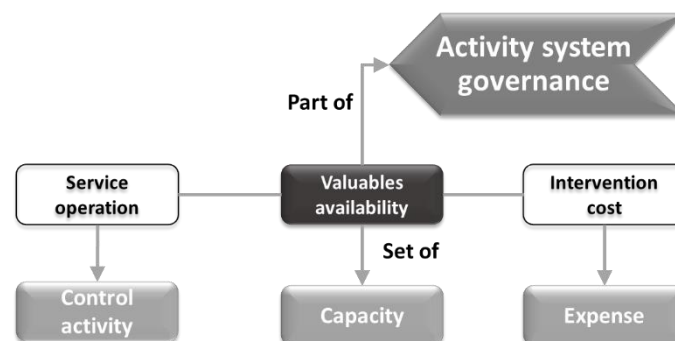 Activity system
governance
Part of
Service
operation
Valuables
availability
Intervention
cost
Set of
Control
activity
Capacity
Expense